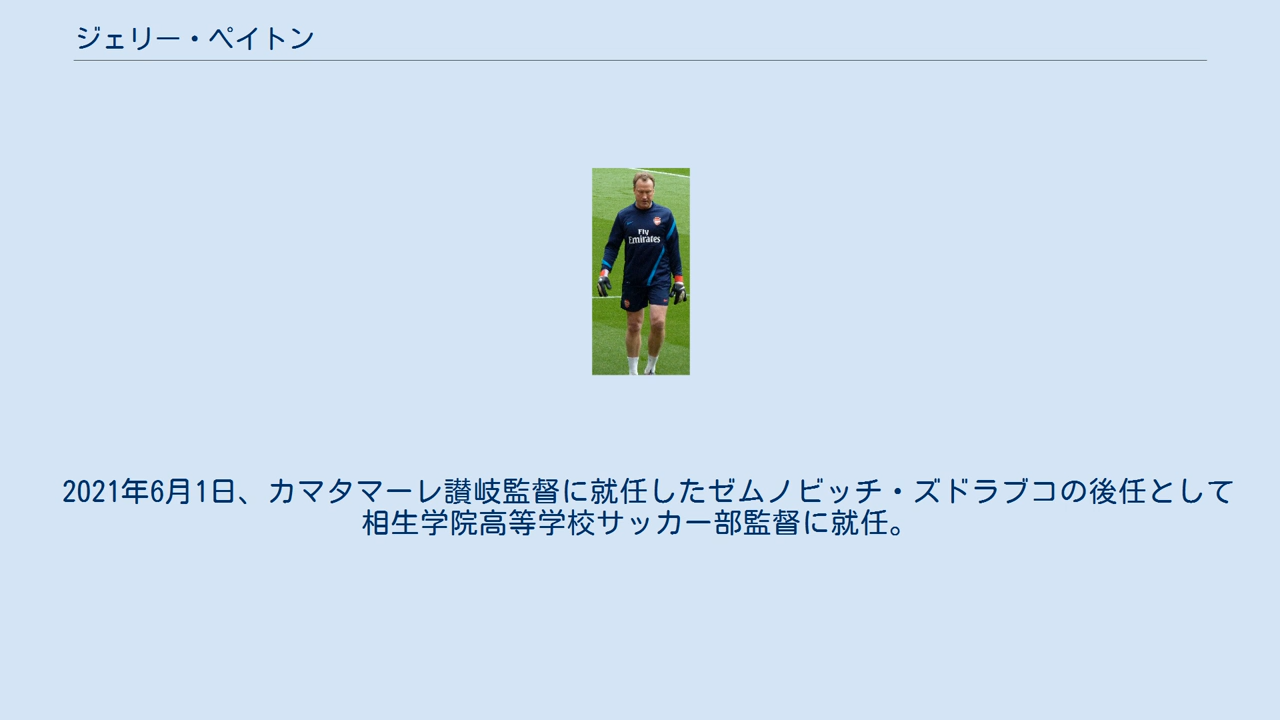 ジェリー・ペイトン
Fly
Emirates
2021年6月1日、カマタマーレ讃岐監督に就任したゼムノビッチ・ズドラブコの後任として
相生学院高等学校サッカー部監督に就任。